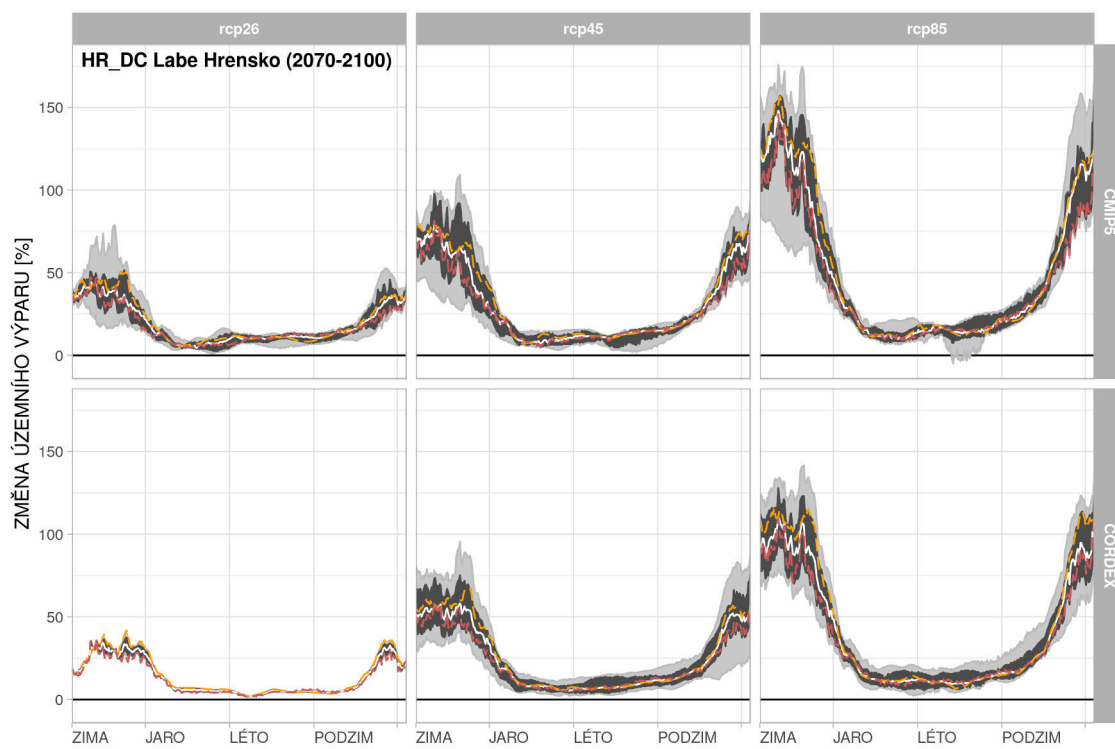 rcp26 rcp45 rcp85
HR_DC Labe Hrensko (2070-2100)
ZMĚNA ÚZEMNÍHO VÝPARU [%]
150
100
50
0
CMIP5
150
100
50
0
CORDEX
ZIMA JARO LÉTO PODZIM ZIMA JARO LÉTO PODZIM ZIMA JARO LÉTO PODZIM